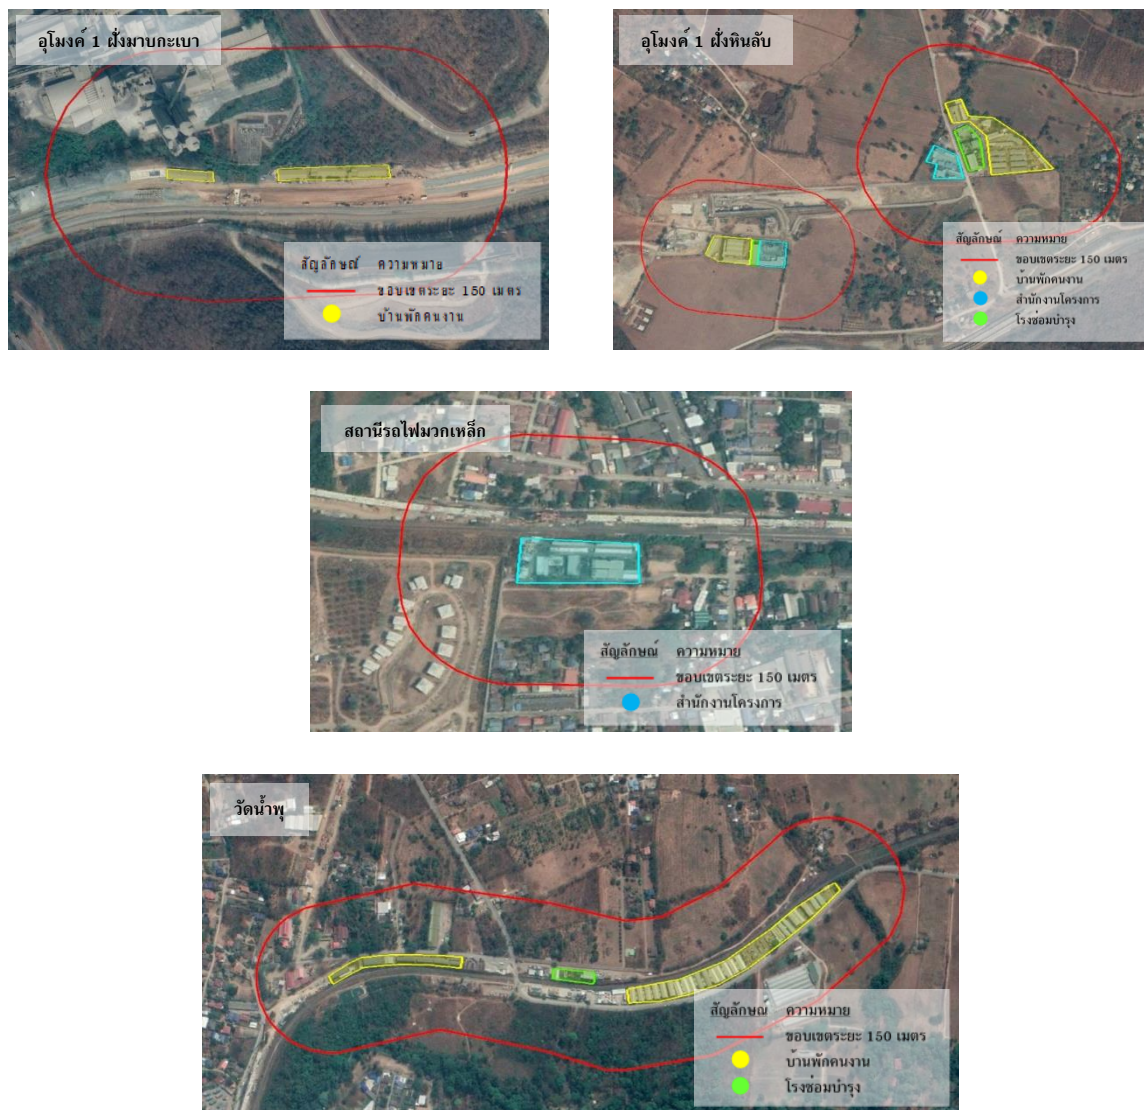 อุโมงค์ 1 ฝั่งมาบกะเบา
สัญลักษณ์ ความหมาย
ขอบเขตระยะ 150 เมตร
บ้านพักคนงาน
อุโมงค์ 1 ฝั่งหินลับ
สัญลักษณ์ ความหมาย
ขอบเขตระยะ 150 เมตร
บ้านพักคนงาน
สำนักงานโครงการ
โรงซ่อมบำรุง
สถานีรถไฟมวกเหล็ก
สัญลักษณ์ ความหมาย
ขอบเขตระยะ 150 เมตร
สำนักงานโครงการ
วัดน้ำพุ
สัญลักษณ์ ความหมาย
ขอบเขตระยะ 150 เมตร
บ้านพักคนงาน
โรงซ่อมบำรุง